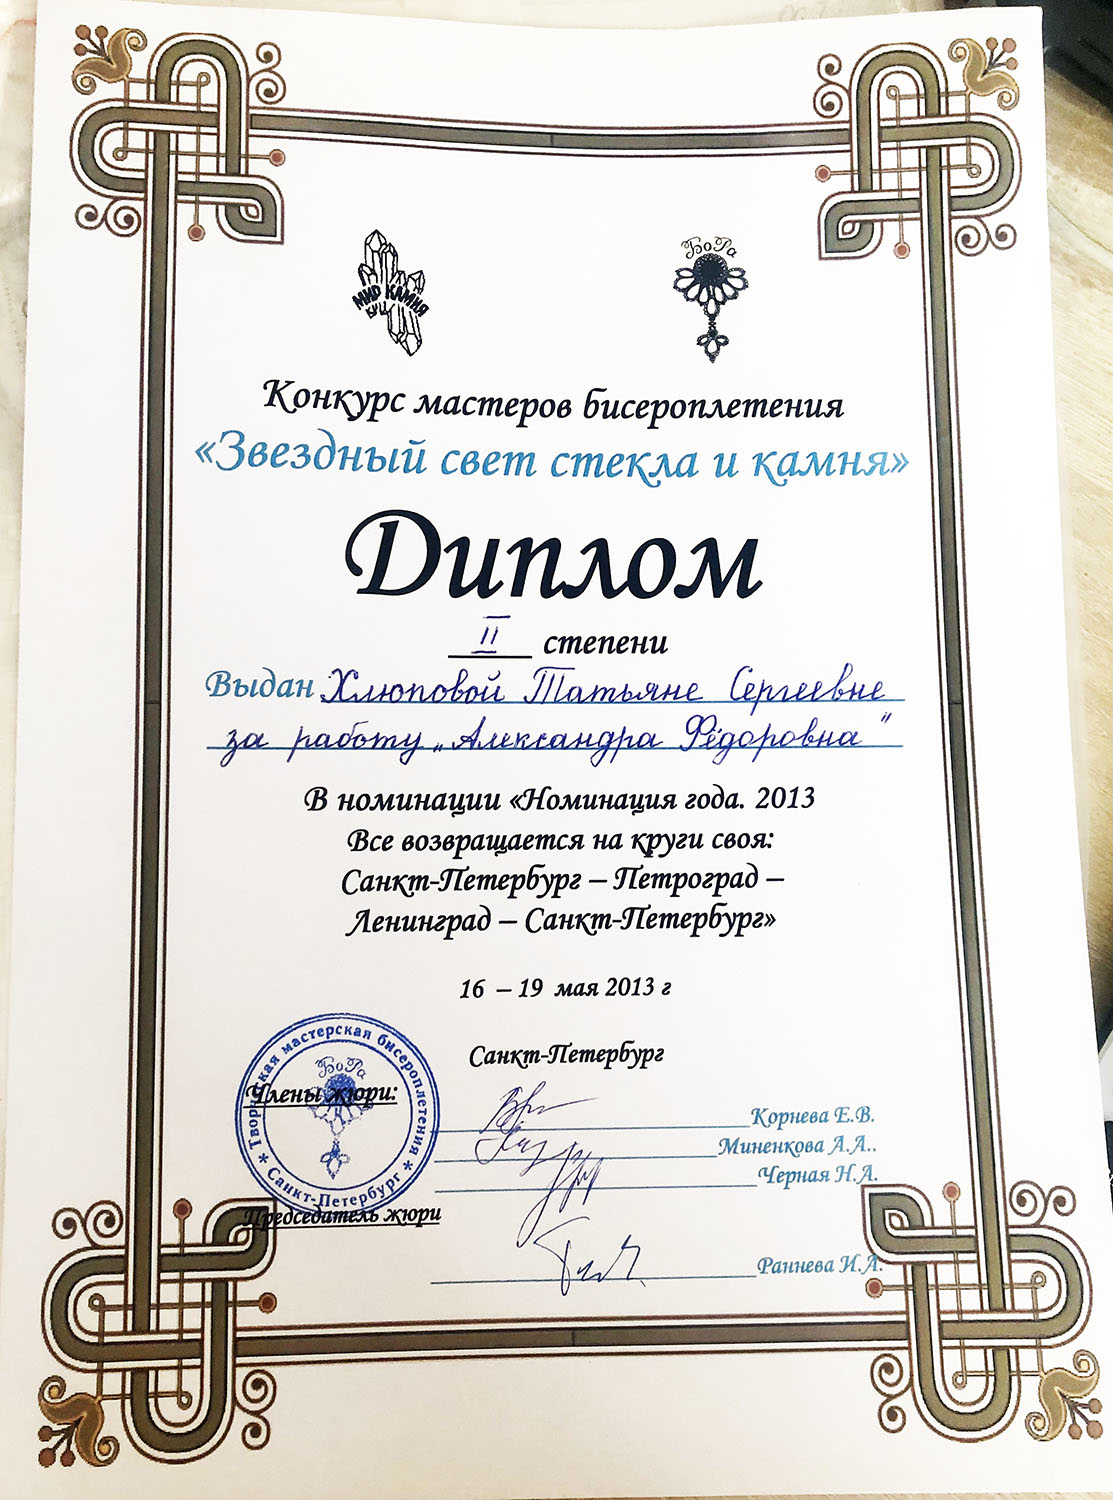 МИР КАМНЯ
БоРа
Конкурс мастеров бисероплетения
«Звездный свет стекла и камня»
Диплом
II степени
Выдан Хлюповой Татьяне Сергеевне
за работу „Александра Фёдоровна"
В номинации «Номинация года. 2013
Все возвращается на круги своя:
Санкт-Петербург – Петроград –
Ленинград – Санкт-Петербург»
16 – 19 мая 2013 г
Санкт-Петербург
Творческая мастерская бисероплетения
БоРа
* Санкт-Петербург *
Члены жюри:
Корнева Е.В.
Миненкова А.А..
Черная Н.А.
Председатель жюри
Раннева И.А.